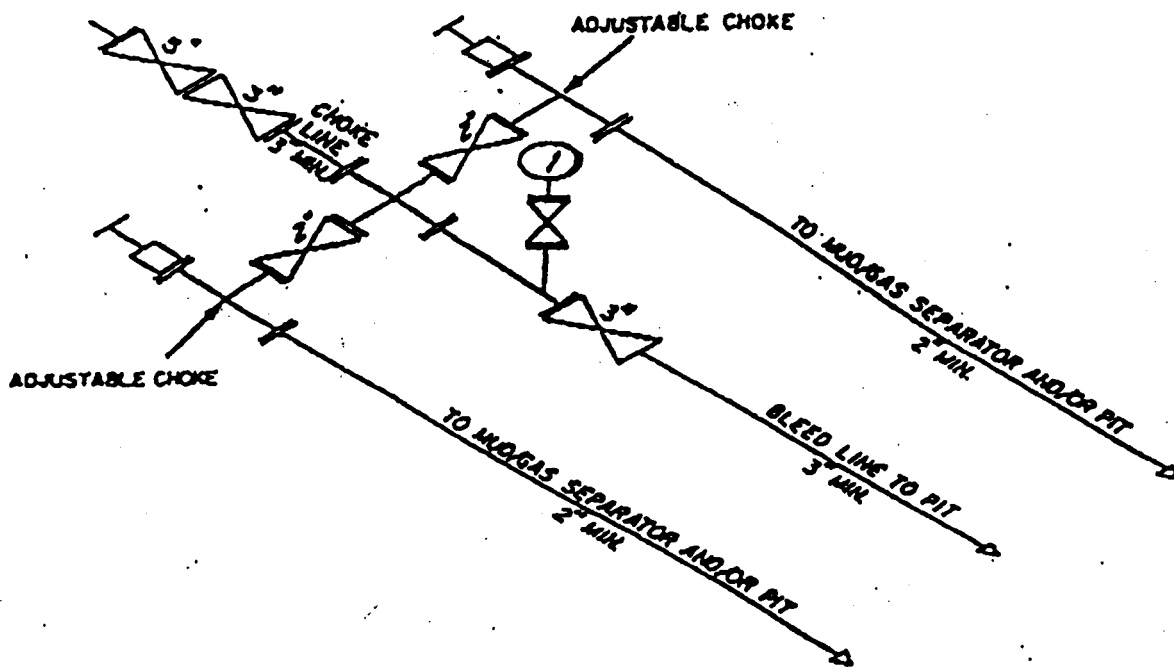 ADJUSTABLE CHOKE
3"
CHOKE
LINE
3" MIN.
TO MUD/GAS SEPARATOR AND/OR PIT
2" MIN.
3"
ADJUSTABLE CHOKE
BLEED LINE TO PIT
3" MIN.
TO MUD/GAS SEPARATOR AND/OR PIT
2" MIN.